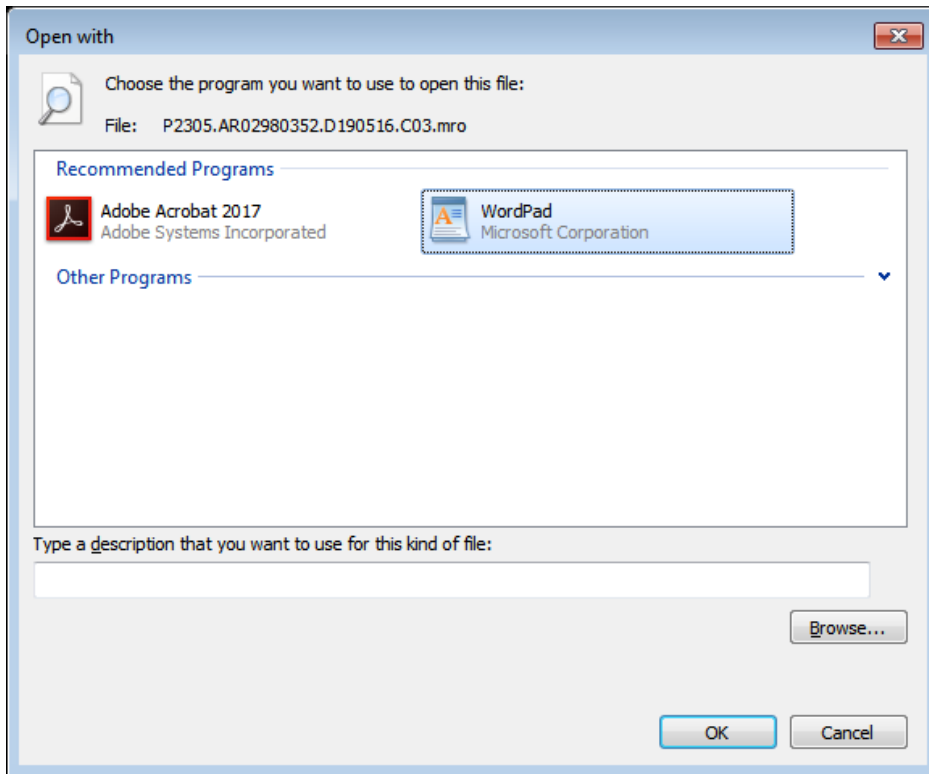 Open with
Choose the program you want to use to open this file:
File: P2305.AR02980352.D190516.C03.mro
Recommended Programs
Adobe Acrobat 2017
Adobe Systems Incorporated
WordPad
Microsoft Corporation
Other Programs
Type a description that you want to use for this kind of file:
Browse...
OK
Cancel